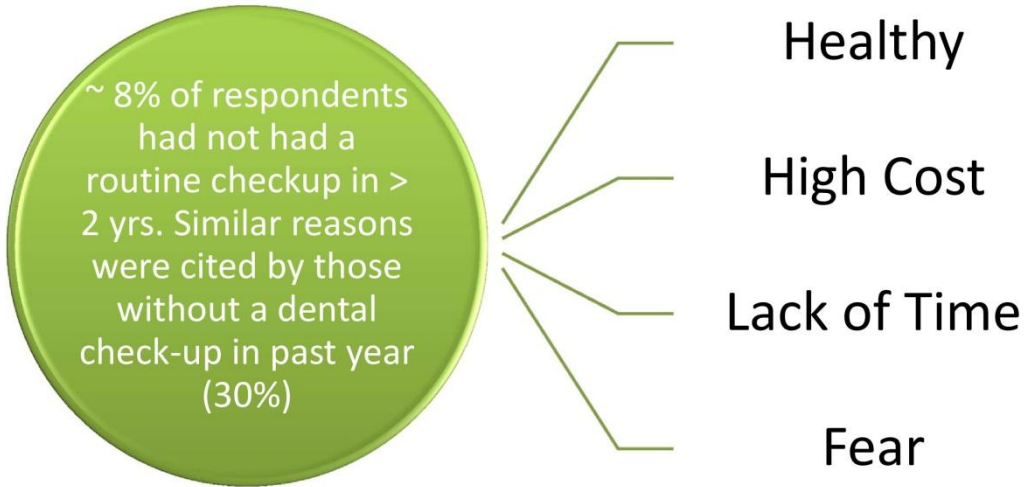 ~ 8% of respondents
had not had a
routine checkup in >
2 yrs. Similar reasons
were cited by those
without a dental
check-up in past year
(30%)
Healthy
High Cost
Lack of Time
Fear